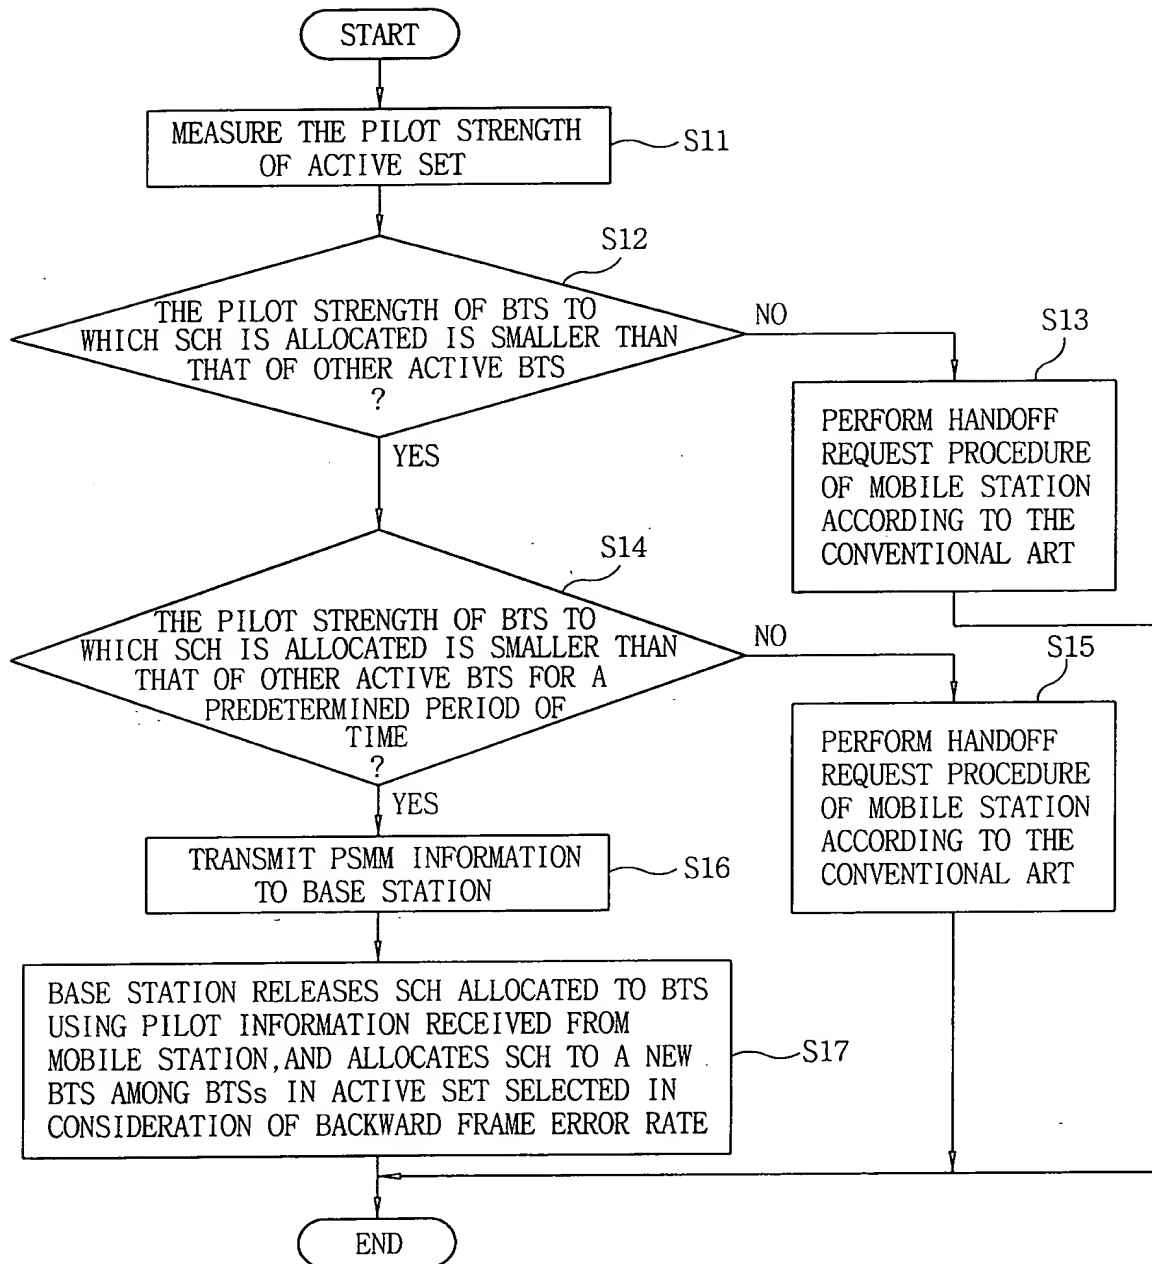 START
MEASURE THE PILOT STRENGTH
OF ACTIVE SET
S11
S12
THE PILOT STRENGTH OF BTS TO
WHICH SCH IS ALLOCATED IS SMALLER THAN
THAT OF OTHER ACTIVE BTS
?
NO
YES
S13
PERFORM HANDOFF
REQUEST PROCEDURE
OF MOBILE STATION
ACCORDING TO THE
CONVENTIONAL ART
S14
THE PILOT STRENGTH OF BTS TO
WHICH SCH IS ALLOCATED IS SMALLER THAN
THAT OF OTHER ACTIVE BTS FOR A
PREDETERMINED PERIOD OF
TIME
?
NO
YES
S15
PERFORM HANDOFF
REQUEST PROCEDURE
OF MOBILE STATION
ACCORDING TO THE
CONVENTIONAL ART
TRANSMIT PSMM INFORMATION
TO BASE STATION
S16
BASE STATION RELEASES SCH ALLOCATED TO BTS
USING PILOT INFORMATION RECEIVED FROM
MOBILE STATION,AND ALLOCATES SCH TO A NEW
BTS AMONG BTSs IN ACTIVE SET SELECTED IN
CONSIDERATION OF BACKWARD FRAME ERROR RATE
S17
END